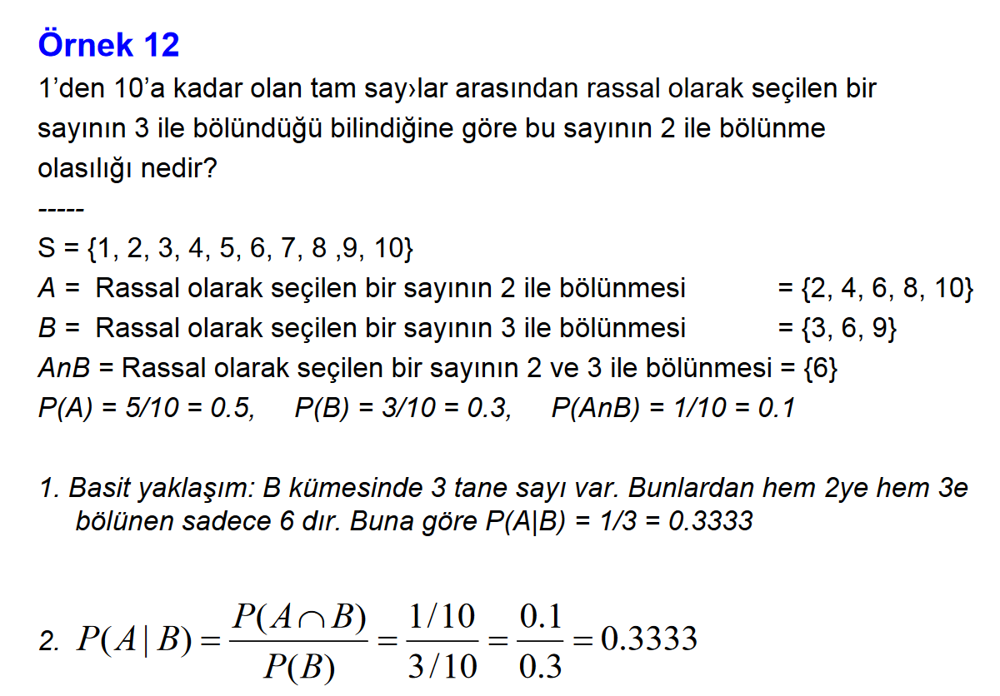 Örnek 12
1’den 10’a kadar olan tam say›lar arasından rassal olarak seçilen bir
sayının 3 ile bölündüğü bilindiğine göre bu sayının 2 ile bölünme
olasılığı nedir?
-----
S = {1, 2, 3, 4, 5, 6, 7, 8 ,9, 10}
A = Rassal olarak seçilen bir sayının 2 ile bölünmesi = {2, 4, 6, 8, 10}
B = Rassal olarak seçilen bir sayının 3 ile bölünmesi = {3, 6, 9}
AnB = Rassal olarak seçilen bir sayının 2 ve 3 ile bölünmesi = {6}
P(A) = 5/10 = 0.5, P(B) = 3/10 = 0.3, P(AnB) = 1/10 = 0.1
1. Basit yaklaşım: B kümesinde 3 tane sayı var. Bunlardan hem 2ye hem 3e
bölünen sadece 6 dır. Buna göre P(A|B) = 1/3 = 0.3333
2. P(A | B) = P(A ∩ B) / P(B) = 1/10 / 3/10 = 0.1 / 0.3 = 0.3333